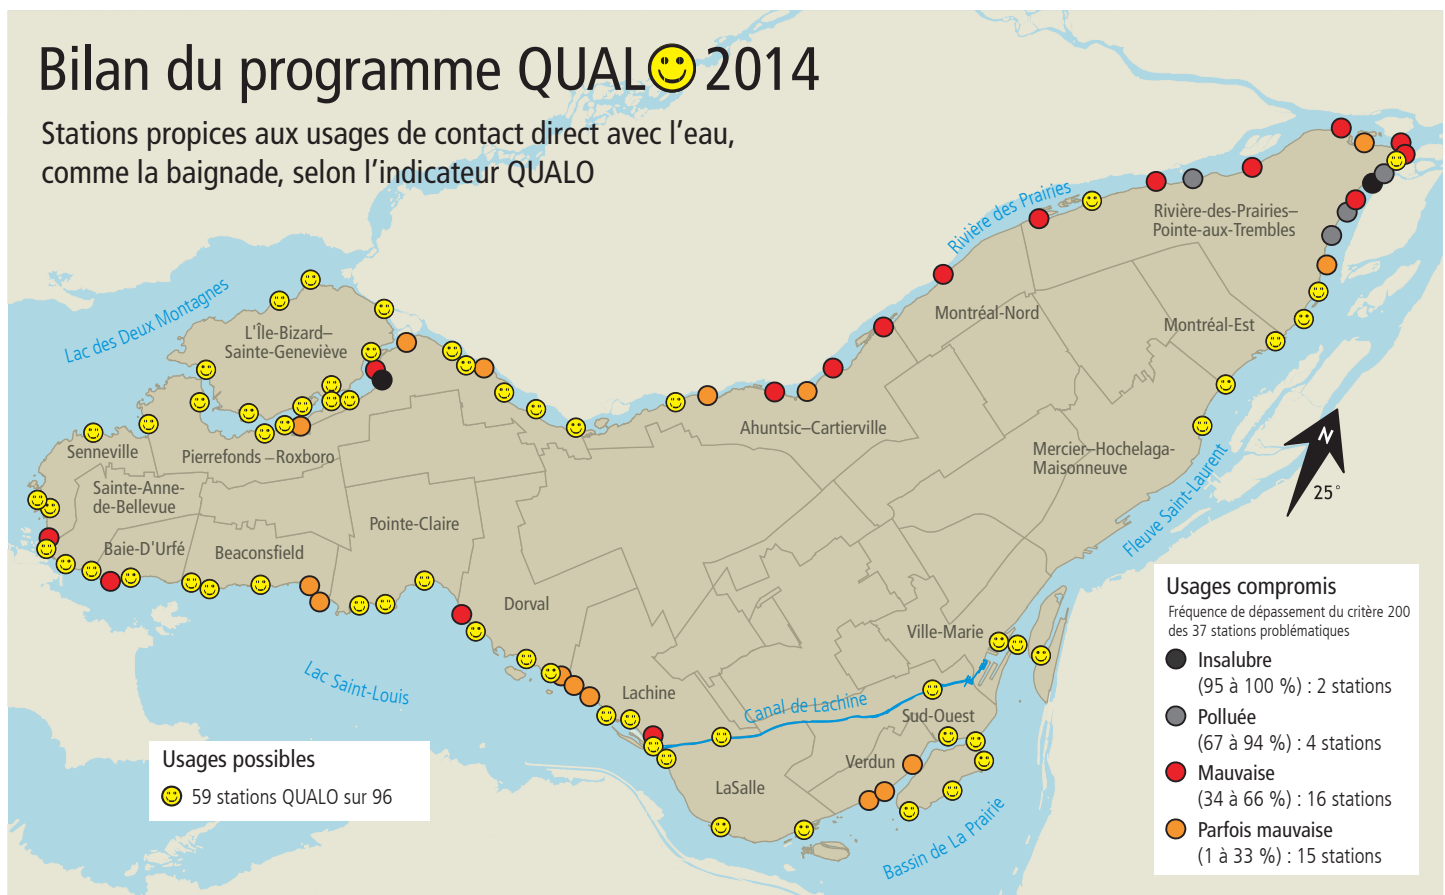 Bilan du programme QUALO 2014
Stations propices aux usages de contact direct avec l'eau,
comme la baignade, selon l'indicateur QUALO
Rivière des Prairies
Rivière-des-Prairies–
Pointe-aux-Trembles
Lac des Deux Montagnes
L'Île-Bizard–
Sainte-Geneviève
Montréal-Nord
Montréal-Est
Ahuntsic–Cartierville
Mercier–Hochelaga-
Maisonneuve
Senneville
Pierrefonds –Roxboro
Sainte-Anne-
de-Bellevue
Pointe-Claire
Baie-D'Urfé
Beaconsfield
Dorval
Fleuve Saint-Laurent
N
25°
Ville-Marie
Lac Saint-Louis
Lachine
Canal de Lachine
Sud-Ouest
Verdun
LaSalle
Bassin de La Prairie
Usages possibles
59 stations QUALO sur 96
Usages compromis
Fréquence de dépassement du critère 200
des 37 stations problématiques
Insalubre
(95 à 100 %) : 2 stations
Polluée
(67 à 94 %) : 4 stations
Mauvaise
(34 à 66 %) : 16 stations
Parfois mauvaise
(1 à 33 %) : 15 stations